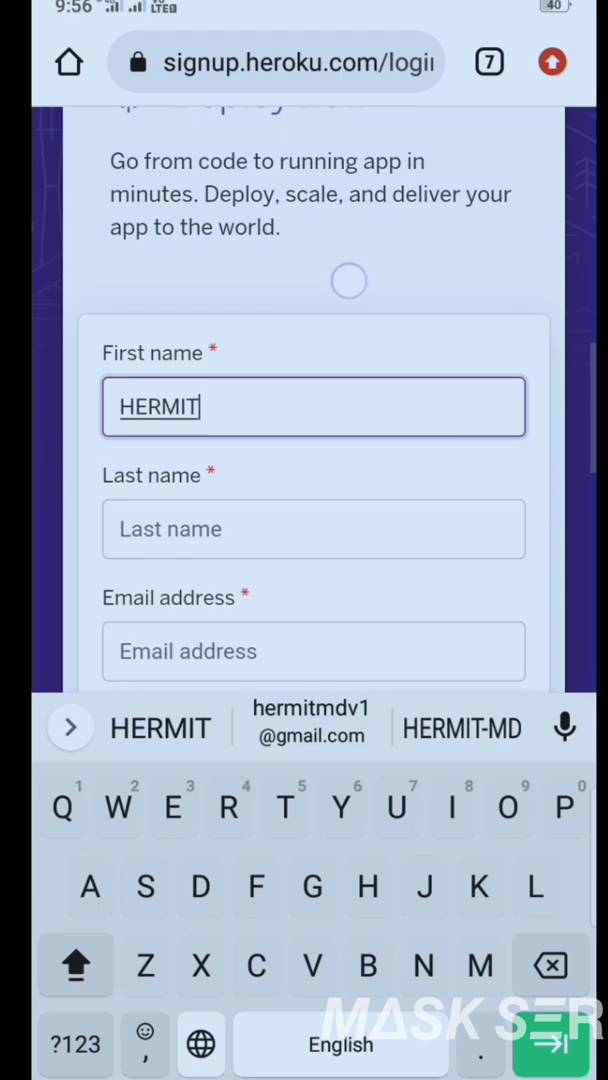 9:56
40
signup.heroku.com/login
7
Go from code to running app in
minutes. Deploy, scale, and deliver your
app to the world.
First name *
HERMIT
Last name *
Last name
Email address *
Email address
HERMIT
hermitmdv1
@gmail.com
HERMIT-MD
1 2 3 4 5 6 7 8 9 0
Q W E R T Y U I O P
A S D F G H J K L
Z X C V B N M
MASK SER
?123 , English .